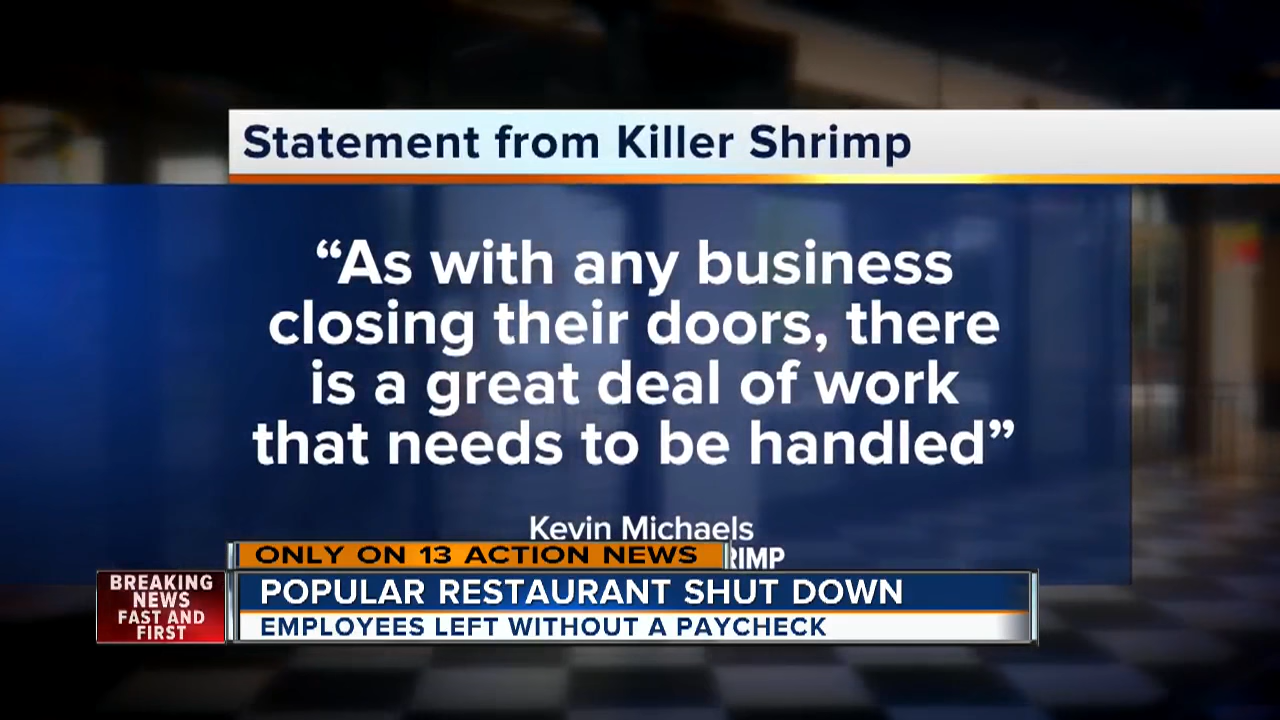 Statement from Killer Shrimp
“As with any business
closing their doors, there
is a great deal of work
that needs to be handled”
Kevin Michaels
ONLY ON 13 ACTION NEWS
BREAKING
NEWS
FAST AND
FIRST
POPULAR RESTAURANT SHUT DOWN
EMPLOYEES LEFT WITHOUT A PAYCHECK